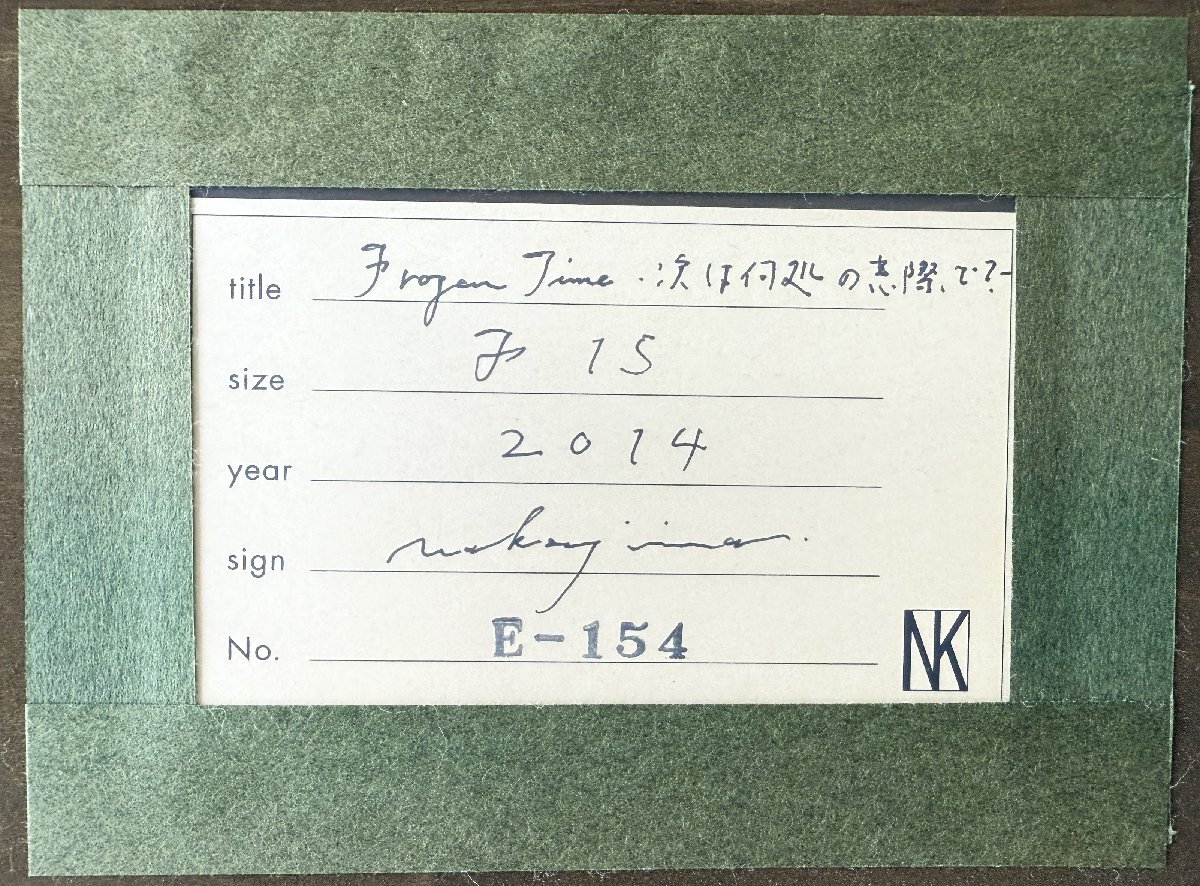 title Frozen Time・次は何処の窓際で?-
size F 15
year 2014
sign nakajima.
No. E-154
NK